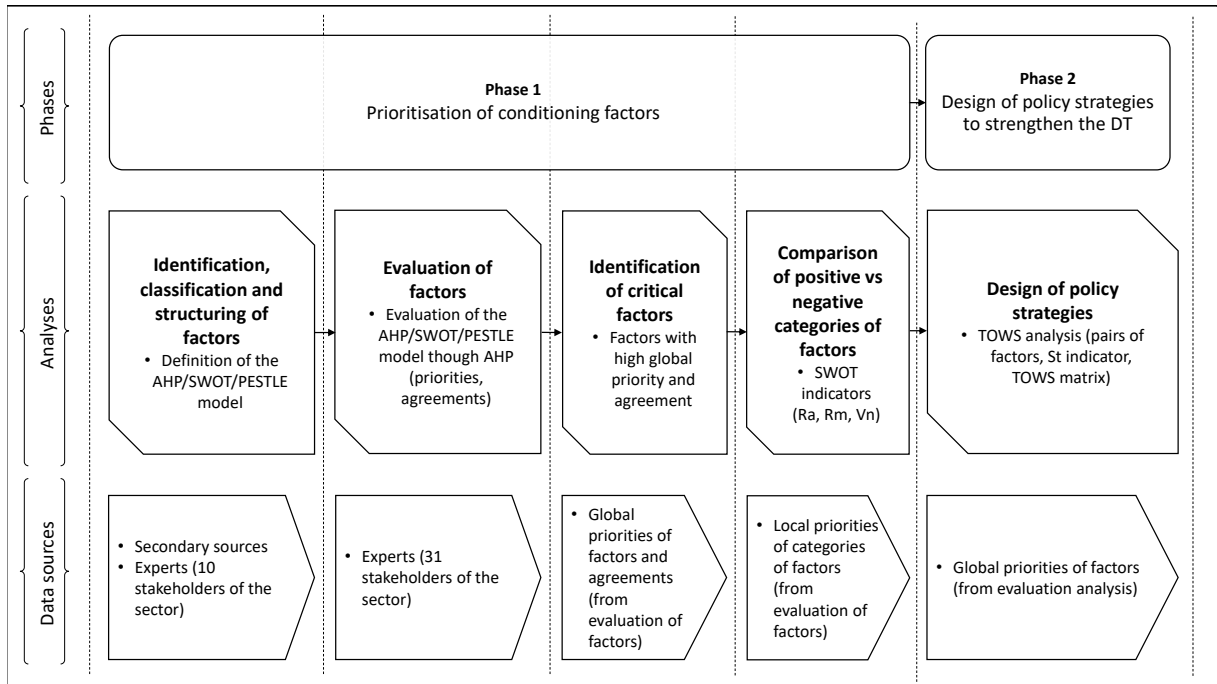 Phases
Phase 1
Prioritisation of conditioning factors
Phase 2
Design of policy strategies
to strengthen the DT
Analyses
Identification,
classification and
structuring of
factors
• Definition of the
AHP/SWOT/PESTLE
model
Evaluation of
factors
• Evaluation of the
AHP/SWOT/PESTLE
model though AHP
(priorities,
agreements)
Identification
of critical
factors
• Factors with
high global
priority and
agreement
Comparison
of positive vs
negative
categories of
factors
• SWOT
indicators
(Ra, Rm, Vn)
Design of policy
strategies
• TOWS analysis (pairs of
factors, St indicator,
TOWS matrix)
Data sources
• Secondary sources
• Experts (10
stakeholders of the
sector)
• Experts (31
stakeholders of the
sector)
• Global
priorities of
factors and
agreements
(from
evaluation of
factors)
• Local priorities
of categories
of factors
(from
evaluation of
factors)
• Global priorities of factors
(from evaluation analysis)